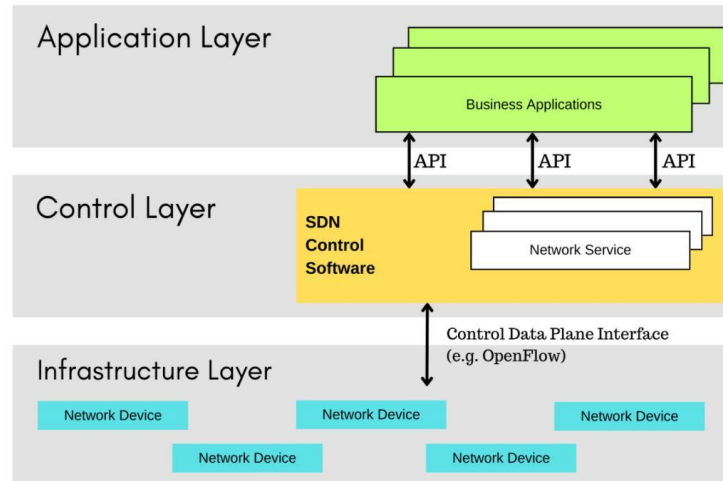 Application Layer
Business Applications
API
API
API
Control Layer
SDN
Control
Software
Network Service
Control Data Plane Interface
(e.g. OpenFlow)
Infrastructure Layer
Network Device
Network Device
Network Device
Network Device
Network Device